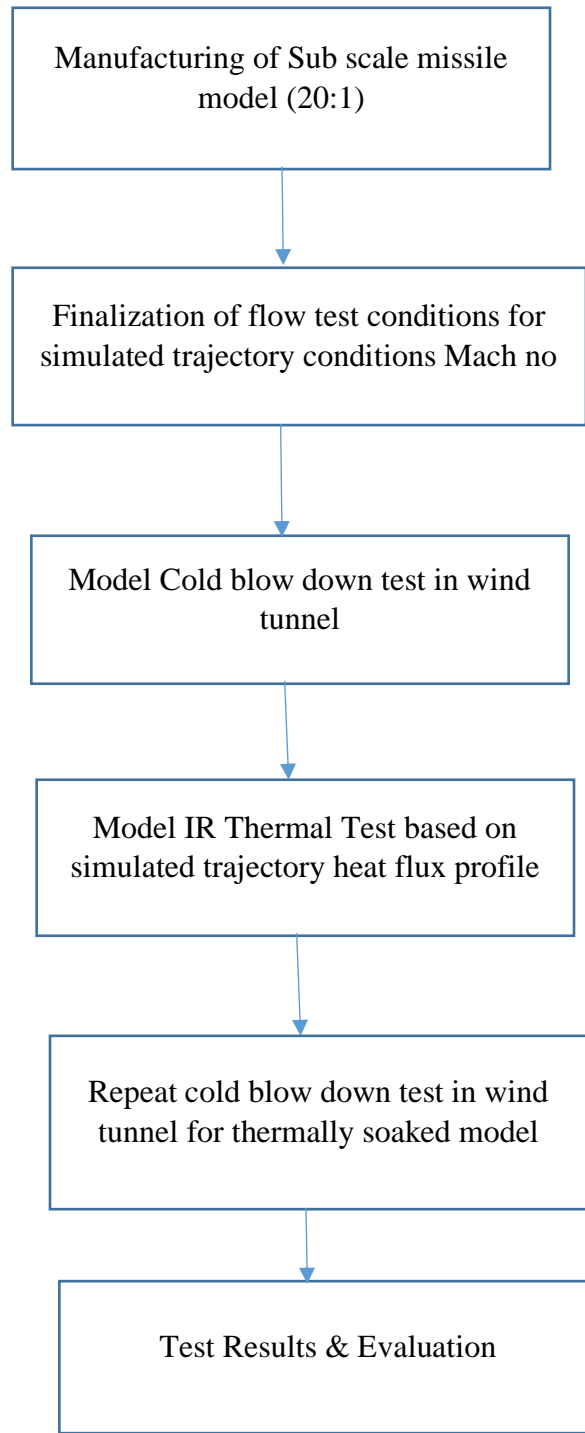 Manufacturing of Sub scale missile
model (20:1)
Finalization of flow test conditions for
simulated trajectory conditions Mach no
Model Cold blow down test in wind
tunnel
Model IR Thermal Test based on
simulated trajectory heat flux profile
Repeat cold blow down test in wind
tunnel for thermally soaked model
Test Results & Evaluation